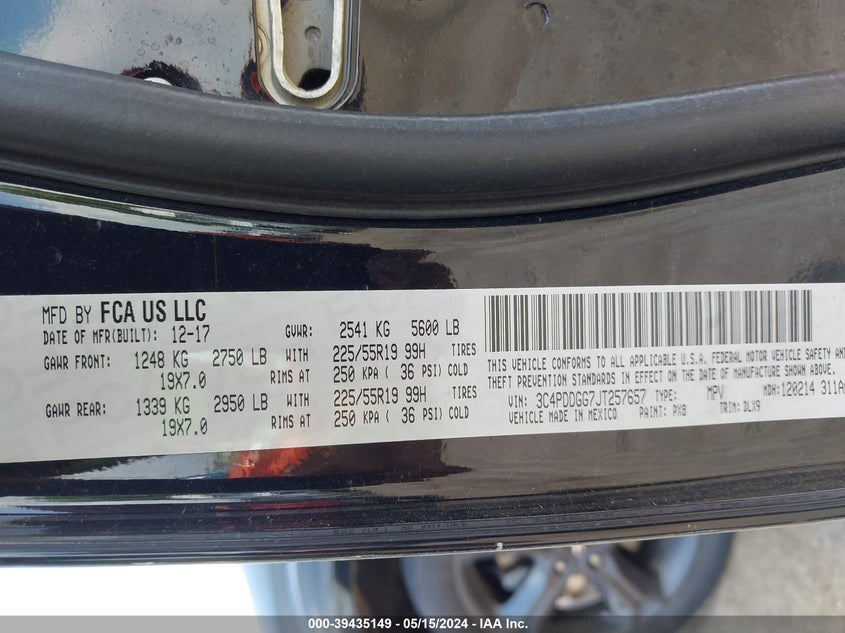 MFD BY FCA US LLC
DATE OF MFR(BUILT): 12-17 GVWR: 2541 KG 5600 LB
GAWR FRONT: 1248 KG 2750 LB WITH 225/55R19 99H TIRES
19X7.0 RIMS AT 250 KPA ( 36 PSI) COLD
GAWR REAR: 1339 KG 2950 LB WITH 225/55R19 99H TIRES
19X7.0 RIMS AT 250 KPA ( 36 PSI) COLD
THIS VEHICLE CONFORMS TO ALL APPLICABLE U.S.A. FEDERAL MOTOR VEHICLE SAFETY
THEFT PREVENTION STANDARDS IN EFFECT ON THE DATE OF MANUFACTURE SHOWN ABOVE.
VIN: 3C4PDDGG7JT257657 TYPE: MPV MDH: 120214
VEHICLE MADE IN MEXICO PAINT: PX8 TRIM: DLX9
000-39435149 - 05/15/2024 - IAAI Inc.